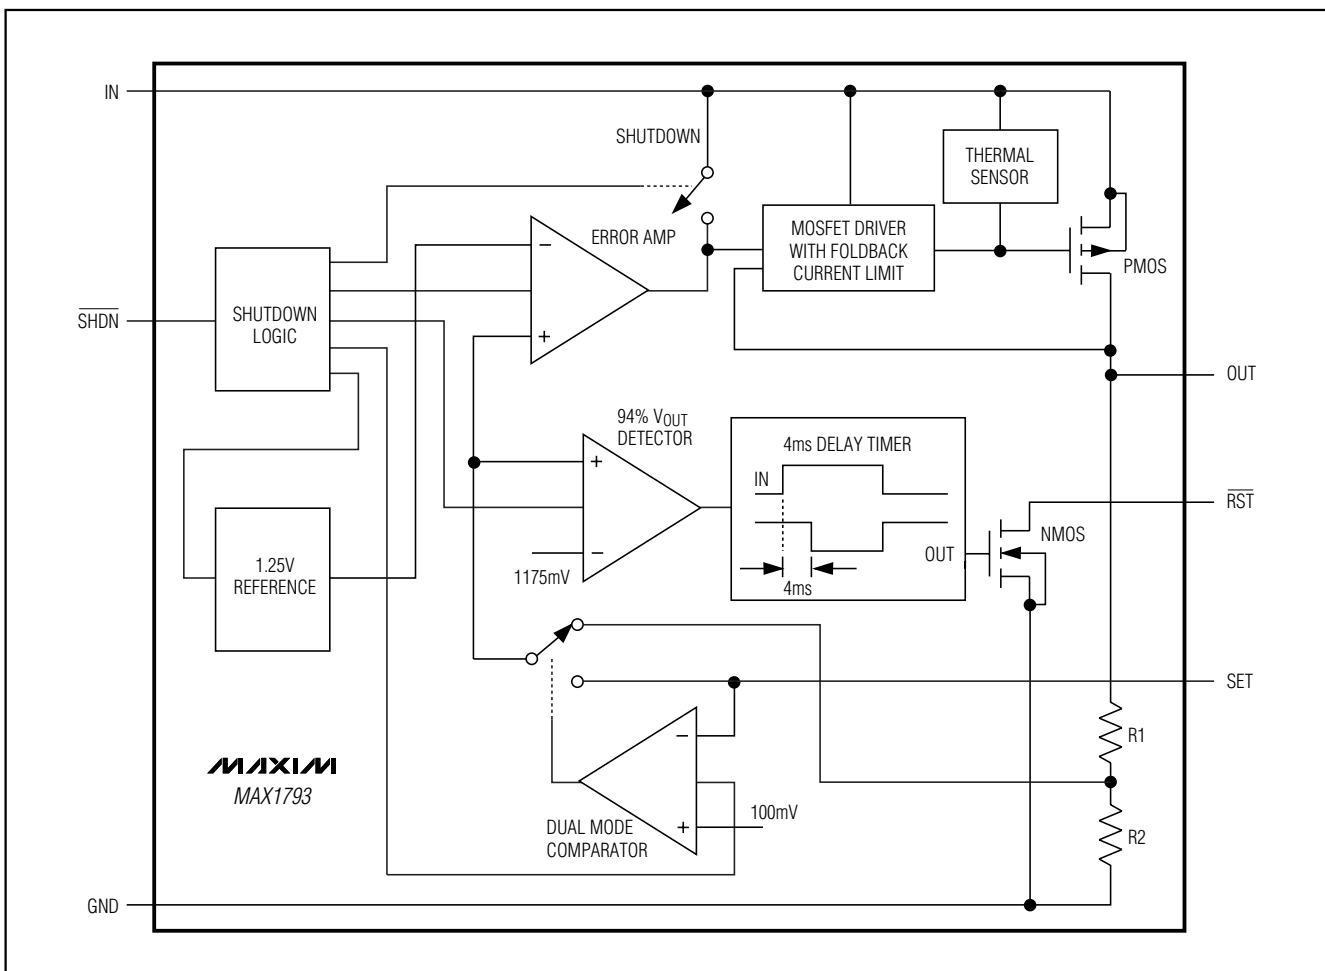 IN
SHUTDOWN
THERMAL
SENSOR
ERROR AMP
−
+
MOSFET DRIVER
WITH FOLDBACK
CURRENT LIMIT
PMOS
SHDN
SHUTDOWN
LOGIC
OUT
94% VOUT
DETECTOR
+
−
1175mV
4ms DELAY TIMER
IN
OUT
4ms
NMOS
RST
1.25V
REFERENCE
SET
−
+
100mV
R1
R2
DUAL MODE
COMPARATOR
MAXIM
MAX1793
GND